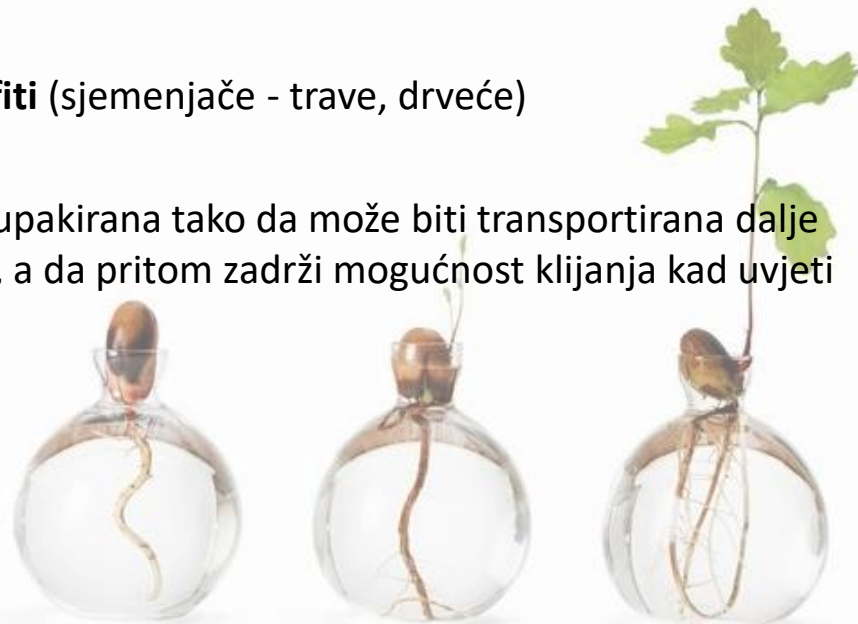 fiti (sjemenjače - trave, drveće)
upakirana tako da može biti transportirana dalje
, a da pritom zadrži mogućnost klijanja kad uvjeti